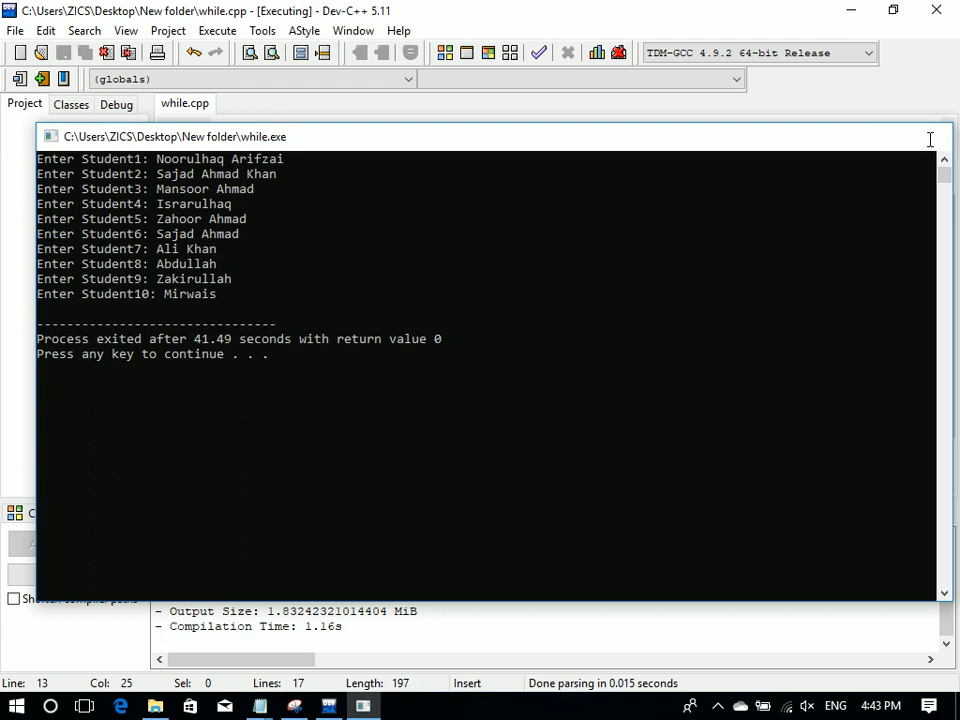 C:\Users\ZICS\Desktop\New folder\while.cpp - [Executing] - Dev-C++ 5.11
File Edit Search View Project Execute Tools AStyle Window Help
TDM-GCC 4.9.2 64-bit Release
(globals)
Project Classes Debug while.cpp
C:\Users\ZICS\Desktop\New folder\while.exe
Enter Student1: Noorulhaq Arifzai
Enter Student2: Sajad Ahmad Khan
Enter Student3: Mansoor Ahmad
Enter Student4: Israrulhaq
Enter Student5: Zahoor Ahmad
Enter Student6: Sajad Ahmad
Enter Student7: Ali Khan
Enter Student8: Abdullah
Enter Student9: Zakirullah
Enter Student10: Mirwais
--------------------------------
Process exited after 41.49 seconds with return value 0
Press any key to continue . . .
- Output Size: 1.83242321014404 MiB
- Compilation Time: 1.16s
Line: 13 Col: 25 Sel: 0 Lines: 17 Length: 197 Insert Done parsing in 0.015 seconds
ENG 4:43 PM